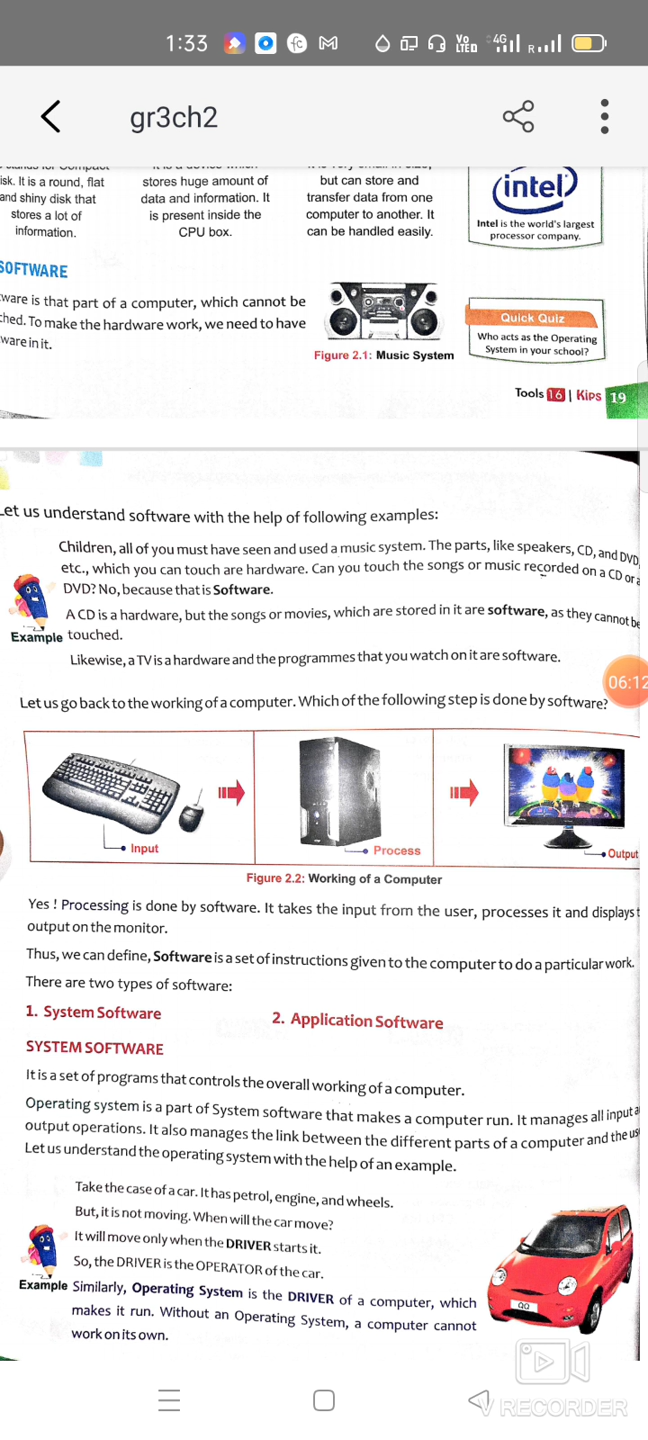 1:33
fc
Vo LTED
4G
R
gr3ch2
isk. It is a round, flat
and shiny disk that
stores a lot of
information.
stores huge amount of
data and information. It
is present inside the
CPU box.
but can store and
transfer data from one
computer to another. It
can be handled easily.
intel
Intel is the world's largest
processor company.
SOFTWARE
ware is that part of a computer, which cannot be
ched. To make the hardware work, we need to have
ware in it.
Figure 2.1: Music System
Quick Quiz
Who acts as the Operating
System in your school?
Tools 16 | Kips 19
Let us understand software with the help of following examples:
Children, all of you must have seen and used a music system. The parts, like speakers, CD, and DVD
etc., which you can touch are hardware. Can you touch the songs or music recorded on a CD or a
DVD? No, because that is Software.
A CD is a hardware, but the songs or movies, which are stored in it are software, as they cannot be
Example touched.
Likewise, a TV is a hardware and the programmes that you watch on it are software.
06:12
Let us go back to the working of a computer. Which of the following step is done by software?
Input
Process
Output
Figure 2.2: Working of a Computer
Yes ! Processing is done by software. It takes the input from the user, processes it and displays t
output on the monitor.
Thus, we can define, Software is a set of instructions given to the computer to do a particular work.
There are two types of software:
1. System Software
2. Application Software
SYSTEM SOFTWARE
It is a set of programs that controls the overall working of a computer.
Operating system is a part of System software that makes a computer run. It manages all input a
output operations. It also manages the link between the different parts of a computer and the us
Let us understand the operating system with the help of an example.
Take the case of a car. It has petrol, engine, and wheels.
But, it is not moving. When will the car move?
It will move only when the DRIVER starts it.
So, the DRIVER is the OPERATOR of the car.
Example Similarly, Operating System is the DRIVER of a computer, which
makes it run. Without an Operating System, a computer cannot
work on its own.
QQ
V RECORDER